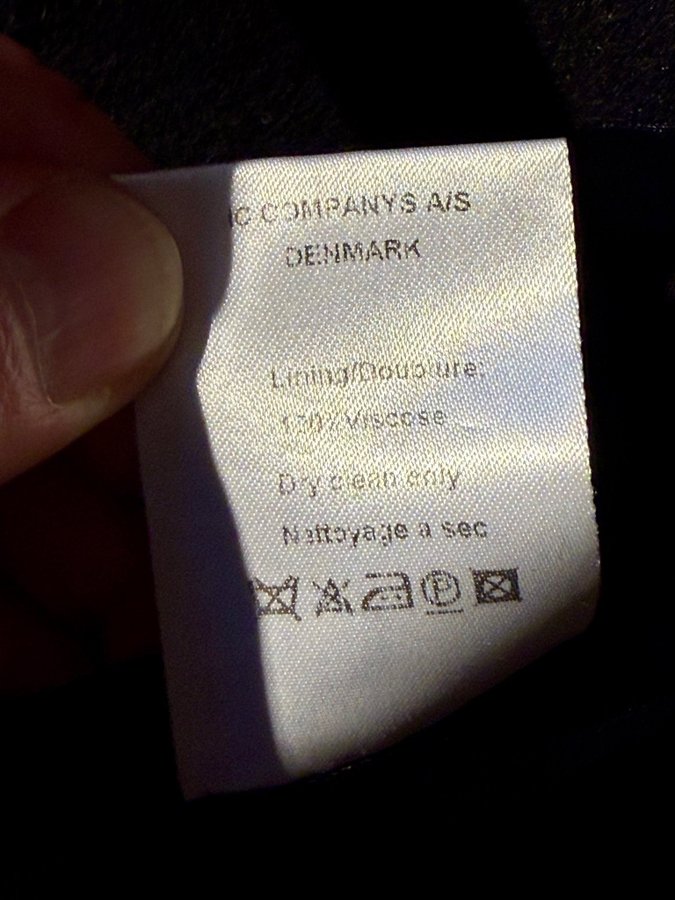 IC COMPANYS A/S
DENMARK
Lining/Doublure:
100% Viscose
Dry clean only
Nettoyage a sec
P